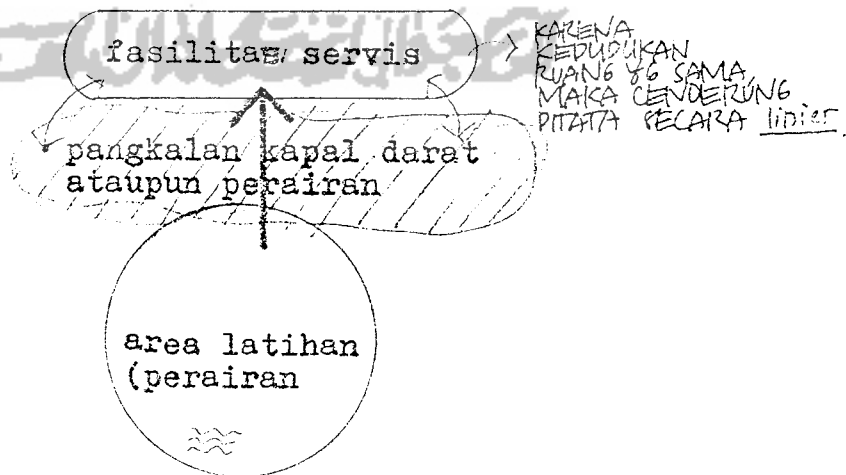 fasilitas/ servis
KARENA
KEDUDUKAN
RUANG YG SAMA,
MAKA CENDERUNG
DITATA SECARA linier.
pangkalan kapal darat
ataupun perairan
area latihan
(perairan